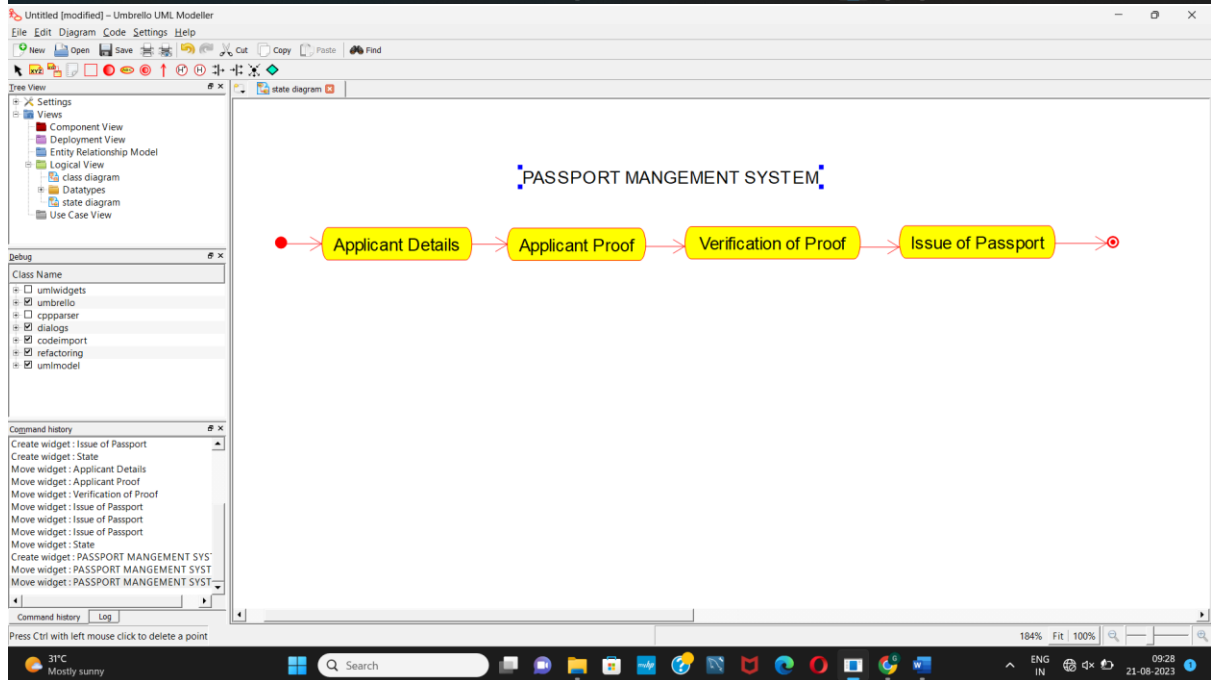 Untitled [modified] – Umbrello UML Modeller
File Edit Diagram Code Settings Help
New Open Save Cut Copy Paste Find
Tree View
state diagram
Settings
Views
Component View
Deployment View
Entity Relationship Model
Logical View
class diagram
Datatypes
state diagram
Use Case View
PASSPORT MANGEMENT SYSTEM
Applicant Details
Applicant Proof
Verification of Proof
Issue of Passport
Debug
Class Name
umlwidgets
umbrello
cppparser
dialogs
codeimport
refactoring
umlmodel
Command history
Create widget : Issue of Passport
Create widget : State
Move widget : Applicant Details
Move widget : Applicant Proof
Move widget : Verification of Proof
Move widget : Issue of Passport
Move widget : Issue of Passport
Move widget : Issue of Passport
Move widget : State
Create widget : PASSPORT MANGEMENT SYS
Move widget : PASSPORT MANGEMENT SYST
Move widget : PASSPORT MANGEMENT SYST
Command history Log
Press Ctrl with left mouse click to delete a point
184% Fit 100%
31°C
Mostly sunny
Search
ENG
IN
09:28
21-08-2023
1